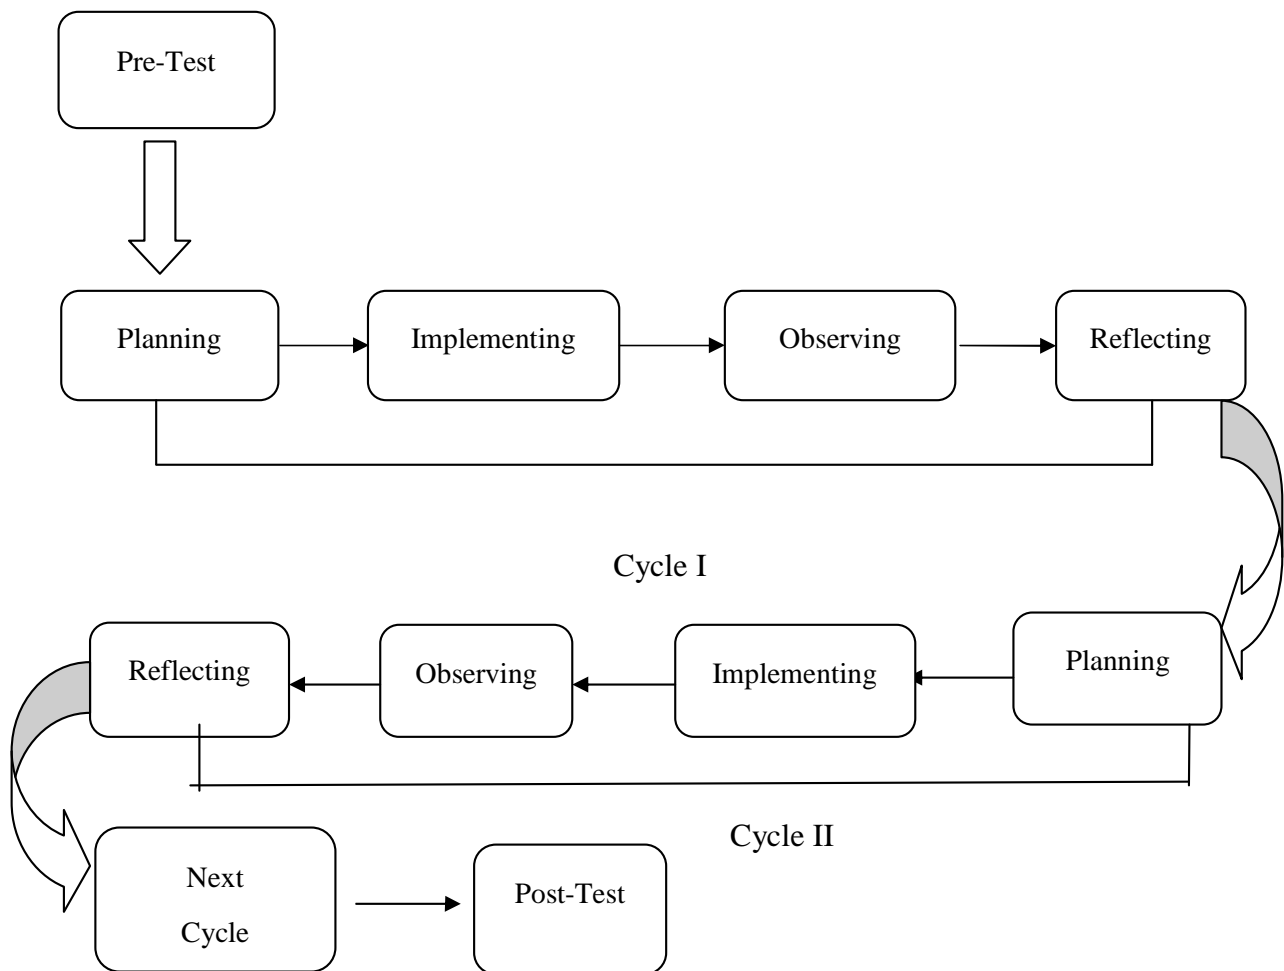 Pre-Test
Planning
Implementing
Observing
Reflecting
Cycle I
Reflecting
Observing
Implementing
Planning
Cycle II
Next
Cycle
Post-Test